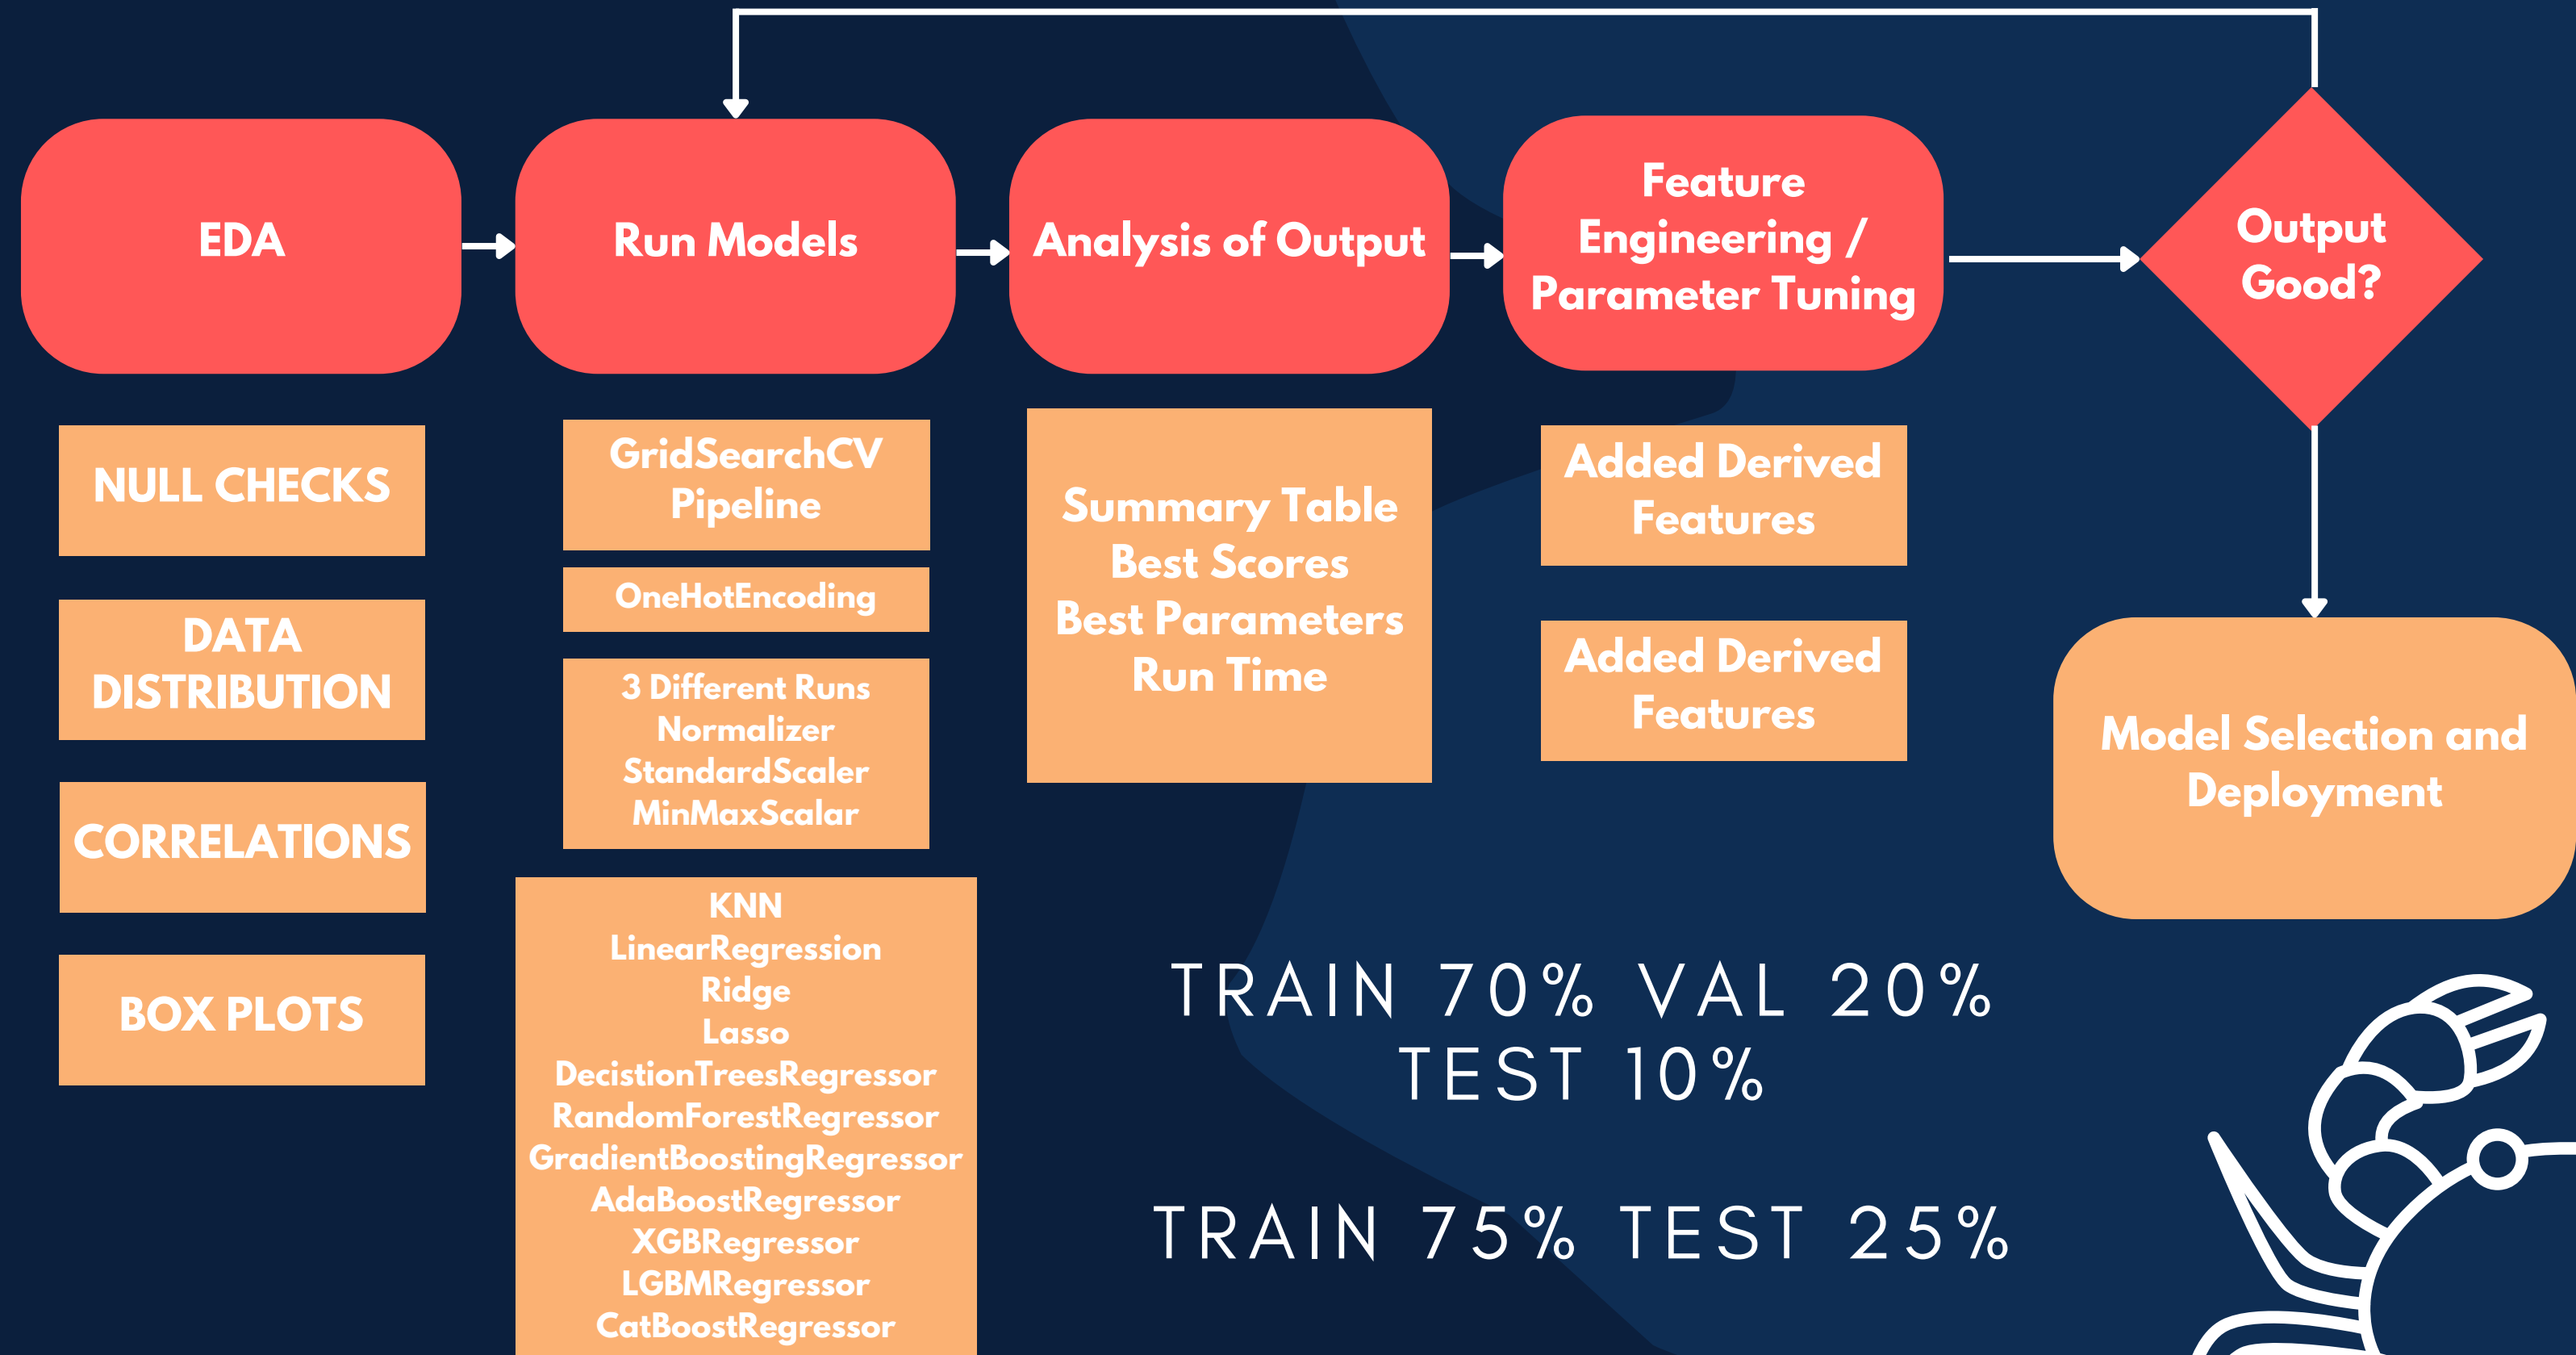 EDA
Run Models
Analysis of Output
Feature
Engineering /
Parameter Tuning
Output
Good?
NULL CHECKS
DATA
DISTRIBUTION
CORRELATIONS
BOX PLOTS
GridSearchCV
Pipeline
OneHotEncoding
3 Different Runs
Normalizer
StandardScaler
MinMaxScalar
KNN
LinearRegression
Ridge
Lasso
DecistionTreesRegressor
RandomForestRegressor
GradientBoostingRegressor
AdaBoostRegressor
XGBRegressor
LGBMRegressor
CatBoostRegressor
Summary Table
Best Scores
Best Parameters
Run Time
Added Derived
Features
Added Derived
Features
Model Selection and
Deployment
TRAIN 70% VAL 20%
TEST 10%
TRAIN 75% TEST 25%